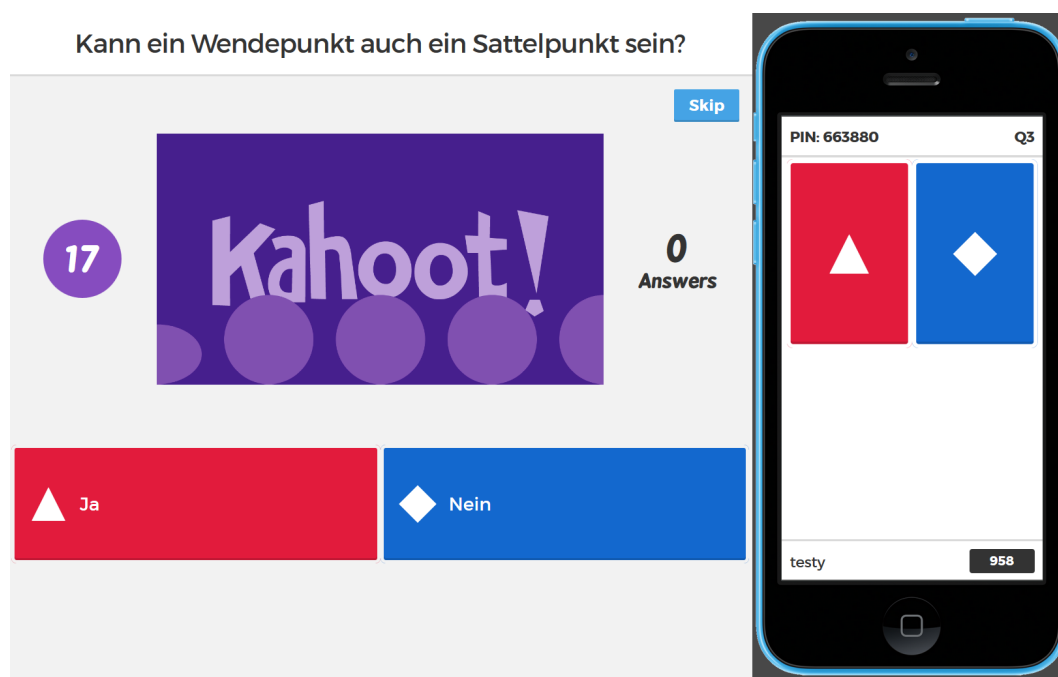 Kann ein Wendepunkt auch ein Sattelpunkt sein?
Skip
17
Kahoot!
0
Answers
Ja
Nein
PIN: 663880
Q3
testy
958